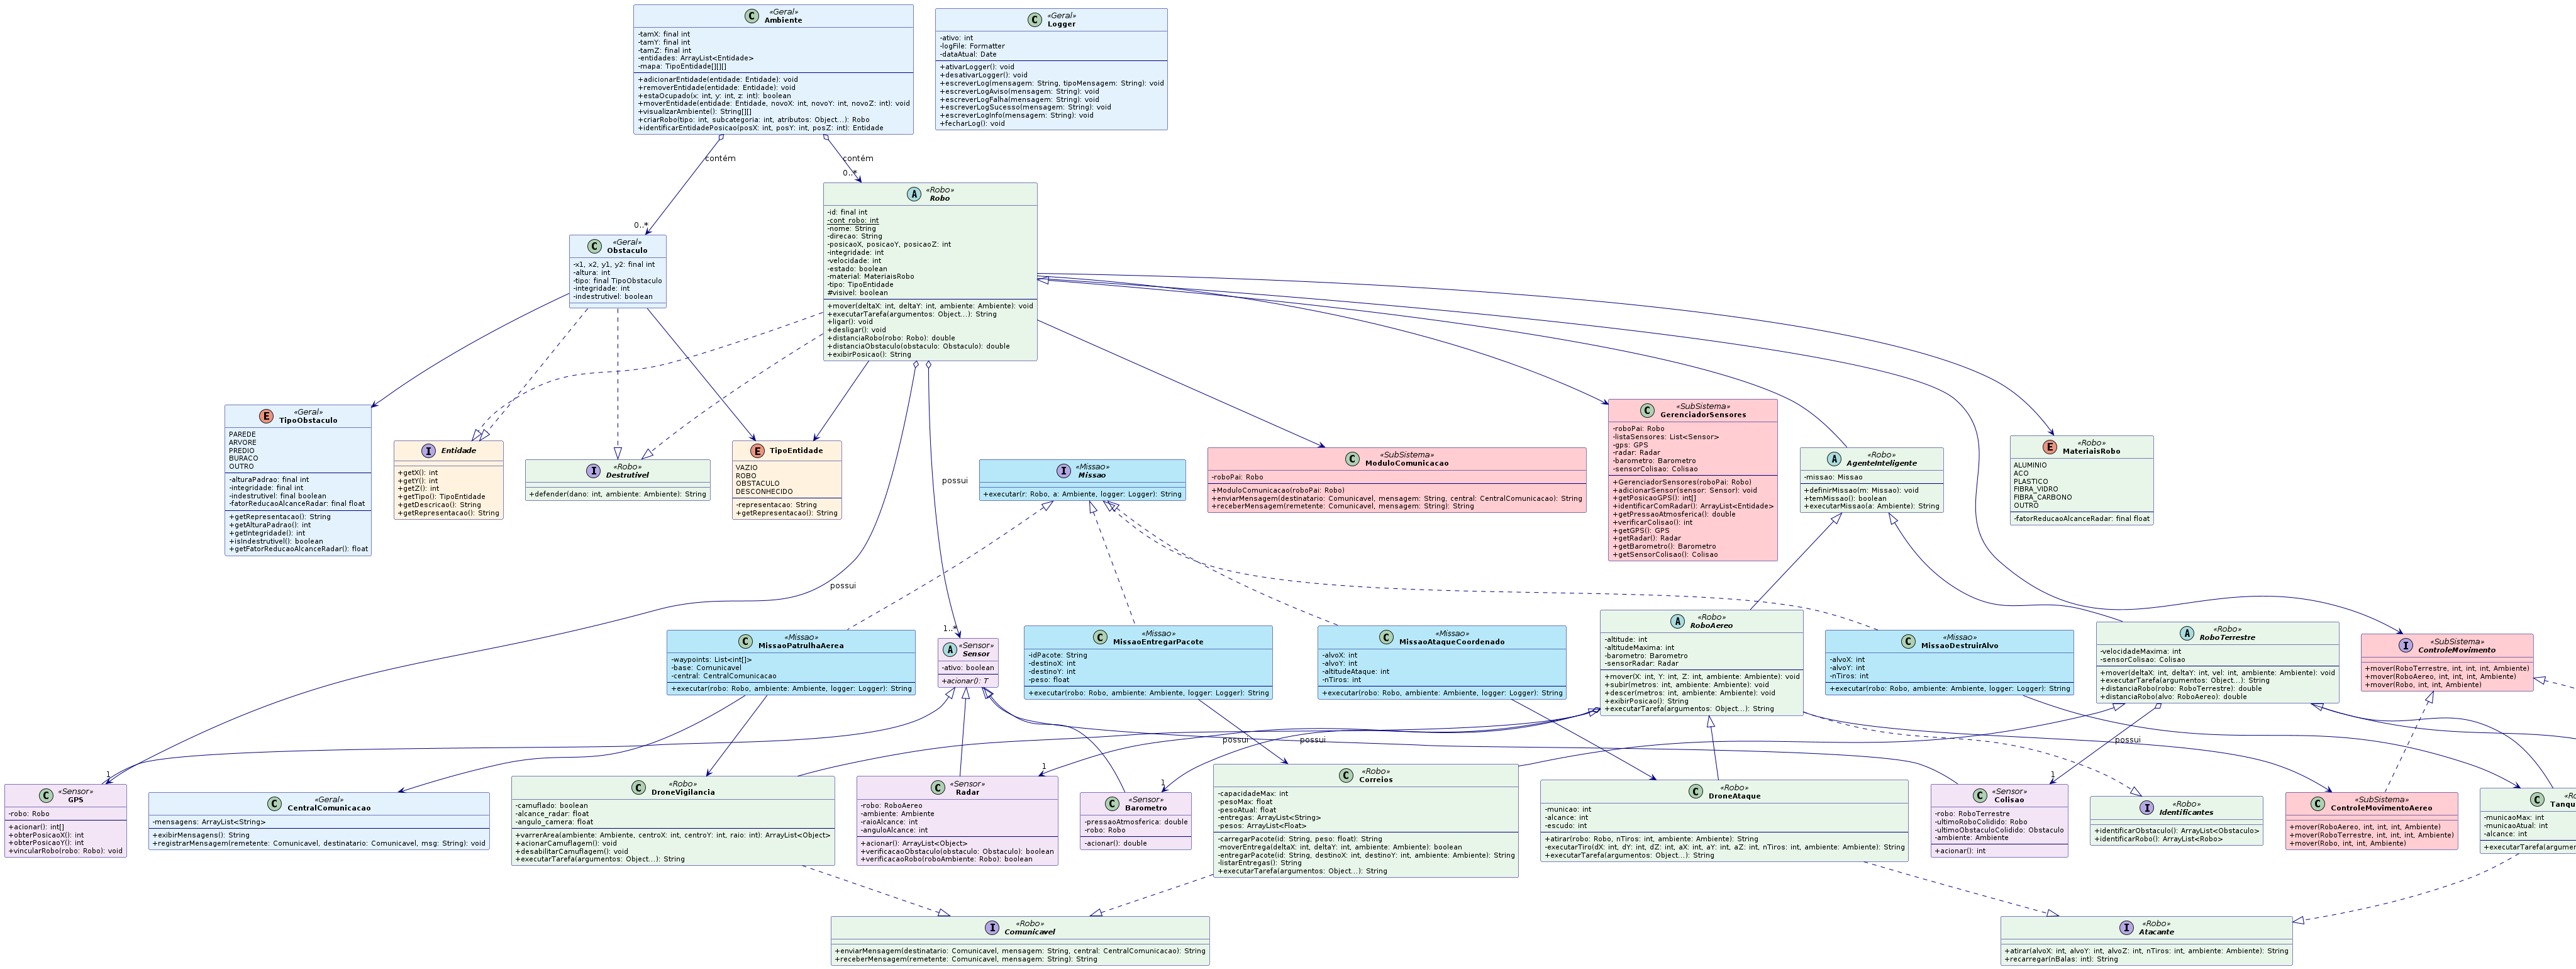 «Geral»
Ambiente
-tamX: final int
-tamY: final int
-tamZ: final int
-entidades: ArrayList<Entidade>
-mapa: TipoEntidade[][][]
+adicionarEntidade(entidade: Entidade): void
+removerEntidade(entidade: Entidade): void
+estaOcupado(x: int, y: int, z: int): boolean
+moverEntidade(entidade: Entidade, novoX: int, novoY: int, novoZ: int): void
+visualizarAmbiente(): String[][]
+criarRobo(tipo: int, subcategoria: int, atributos: Object...): Robo
+identificarEntidadePosicao(posX: int, posY: int, posZ: int): Entidade
«Geral»
Logger
-ativo: int
-logFile: Formatter
-dataAtual: Date
+ativarLogger(): void
+desativarLogger(): void
+escreverLog(mensagem: String, tipoMensagem: String): void
+escreverLogAviso(mensagem: String): void
+escreverLogFalha(mensagem: String): void
+escreverLogSucesso(mensagem: String): void
+escreverLogInfo(mensagem: String): void
+fecharLog(): void
contém
contém
0..*
0..*
«Geral»
Obstaculo
-x1, x2, y1, y2: final int
-altura: int
-tipo: final TipoObstaculo
-integridade: int
-indestrutivel: boolean
«Robo»
Robo
-id: final int
-cont_robo: int
-nome: String
-direcao: String
-posicaoX, posicaoY, posicaoZ: int
-integridade: int
-velocidade: int
-estado: boolean
-material: MateriaisRobo
-tipo: TipoEntidade
#visivel: boolean
+mover(deltaX: int, deltaY: int, ambiente: Ambiente): void
+executarTarefa(argumentos: Object...): String
+ligar(): void
+desligar(): void
+distanciaRobo(robo: Robo): double
+distanciaObstaculo(obstaculo: Obstaculo): double
+exibirPosicao(): String
«Geral»
TipoObstaculo
PAREDE
ARVORE
PREDIO
BURACO
OUTRO
-alturaPadrao: final int
-integridade: final int
-indestrutivel: final boolean
-fatorReducaoAlcanceRadar: final float
+getRepresentacao(): String
+getAlturaPadrao(): int
+getIntegridade(): int
+isIndestrutivel(): boolean
+getFatorReducaoAlcanceRadar(): float
Entidade
+getX(): int
+getY(): int
+getZ(): int
+getTipo(): TipoEntidade
+getDescricao(): String
+getRepresentacao(): String
«Robo»
Destrutivel
+defender(dano: int, ambiente: Ambiente): String
TipoEntidade
VAZIO
ROBO
OBSTACULO
DESCONHECIDO
-representacao: String
+getRepresentacao(): String
possui
possui
«Missao»
Missao
+executar(r: Robo, a: Ambiente, logger: Logger): String
«SubSistema»
ModuloComunicacao
-roboPai: Robo
+ModuloComunicacao(roboPai: Robo)
+enviarMensagem(destinatario: Comunicavel, mensagem: String, central: CentralComunicacao): String
+receberMensagem(remetente: Comunicavel, mensagem: String): String
«SubSistema»
GerenciadorSensores
-roboPai: Robo
-listaSensores: List<Sensor>
-gps: GPS
-radar: Radar
-barometro: Barometro
-sensorColisao: Colisao
+GerenciadorSensores(roboPai: Robo)
+adicionarSensor(sensor: Sensor): void
+getPosicaoGPS(): int[]
+identificarComRadar(): ArrayList<Entidade>
+getPressaoAtmosferica(): double
+verificarColisao(): int
+getGPS(): GPS
+getRadar(): Radar
+getBarometro(): Barometro
+getSensorColisao(): Colisao
«Robo»
AgenteInteligente
-missao: Missao
+definirMissao(m: Missao): void
+temMissao(): boolean
+executarMissao(a: Ambiente): String
«Robo»
MateriaisRobo
ALUMINIO
ACO
PLASTICO
FIBRA_VIDRO
FIBRA_CARBONO
OUTRO
-fatorReducaoAlcanceRadar: final float
«Missao»
MissaoPatrulhaAerea
-waypoints: List<int[]>
-base: Comunicavel
-central: CentralComunicacao
+executar(robo: Robo, ambiente: Ambiente, logger: Logger): String
1..*
«Sensor»
Sensor
-ativo: boolean
+acionar(): T
«Missao»
MissaoEntregarPacote
-idPacote: String
-destinoX: int
-destinoY: int
-peso: float
+executar(robo: Robo, ambiente: Ambiente, logger: Logger): String
«Missao»
MissaoAtaqueCoordenado
-alvoX: int
-alvoY: int
-altitudeAtaque: int
-nTiros: int
+executar(robo: Robo, ambiente: Ambiente, logger: Logger): String
«Robo»
RoboAereo
-altitude: int
-altitudeMaxima: int
-barometro: Barometro
-sensorRadar: Radar
+mover(X: int, Y: int, Z: int, ambiente: Ambiente): void
+subir(metros: int, ambiente: Ambiente): void
+descer(metros: int, ambiente: Ambiente): void
+exibirPosicao(): String
+executarTarefa(argumentos: Object...): String
«Missao»
MissaoDestruirAlvo
-alvoX: int
-alvoY: int
-nTiros: int
+executar(robo: Robo, ambiente: Ambiente, logger: Logger): String
«Robo»
RoboTerrestre
-velocidadeMaxima: int
-sensorColisao: Colisao
+mover(deltaX: int, deltaY: int, vel: int, ambiente: Ambiente): void
+executarTarefa(argumentos: Object...): String
+distanciaRobo(robo: RoboTerrestre): double
+distanciaRobo(alvo: RoboAereo): double
«SubSistema»
ControleMovimento
+mover(RoboTerrestre, int, int, int, Ambiente)
+mover(RoboAereo, int, int, int, Ambiente)
+mover(Robo, int, int, Ambiente)
possui
possui
possui
1
1
1
1
«Sensor»
GPS
-robo: Robo
+acionar(): int[]
+obterPosicaoX(): int
+obterPosicaoY(): int
+vincularRobo(robo: Robo): void
«Geral»
CentralComunicacao
-mensagens: ArrayList<String>
+exibirMensagens(): String
+registrarMensagem(remetente: Comunicavel, destinatario: Comunicavel, msg: String): void
«Robo»
DroneVigilancia
-camuflado: boolean
-alcance_radar: float
-angulo_camera: float
+varrerArea(ambiente: Ambiente, centroX: int, centroY: int, raio: int): ArrayList<Object>
+acionarCamuflagem(): void
+desabilitarCamuflagem(): void
+executarTarefa(argumentos: Object...): String
«Sensor»
Radar
-robo: RoboAereo
-ambiente: Ambiente
-raioAlcance: int
-anguloAlcance: int
+acionar(): ArrayList<Object>
+verificacaoObstaculo(obstaculo: Obstaculo): boolean
+verificacaoRobo(roboAmbiente: Robo): boolean
«Sensor»
Barometro
-pressaoAtmosferica: double
-robo: Robo
-acionar(): double
«Robo»
Correios
-capacidadeMax: int
-pesoMax: float
-pesoAtual: float
-entregas: ArrayList<String>
-pesos: ArrayList<Float>
-carregarPacote(id: String, peso: float): String
-moverEntrega(deltaX: int, deltaY: int, ambiente: Ambiente): boolean
-entregarPacote(id: String, destinoX: int, destinoY: int, ambiente: Ambiente): String
-listarEntregas(): String
+executarTarefa(argumentos: Object...): String
«Robo»
DroneAtaque
-municao: int
-alcance: int
-escudo: int
+atirar(robo: Robo, nTiros: int, ambiente: Ambiente): String
-executarTiro(dX: int, dY: int, dZ: int, aX: int, aY: int, aZ: int, nTiros: int, ambiente: Ambiente): String
+executarTarefa(argumentos: Object...): String
«Sensor»
Colisao
-robo: RoboTerrestre
-ultimoRoboColidido: Robo
-ultimoObstaculoColidido: Obstaculo
-ambiente: Ambiente
+acionar(): int
«Robo»
Identificantes
+identificarObstaculo(): ArrayList<Obstaculo>
+identificarRobo(): ArrayList<Robo>
«SubSistema»
ControleMovimentoAereo
+mover(RoboAereo, int, int, int, Ambiente)
+mover(RoboTerrestre, int, int, int, Ambiente)
+mover(Robo, int, int, Ambiente)
«Ro
Tanqu
-municaoMax: int
-municaoAtual: int
-alcance: int
+executarTarefa(argumen
«Robo»
Comunicavel
+enviarMensagem(destinatario: Comunicavel, mensagem: String, central: CentralComunicacao): String
+receberMensagem(remetente: Comunicavel, mensagem: String): String
«Robo»
Atacante
+atirar(alvoX: int, alvoY: int, alvoZ: int, nTiros: int, ambiente: Ambiente): String
+recarregar(nBalas: int): String